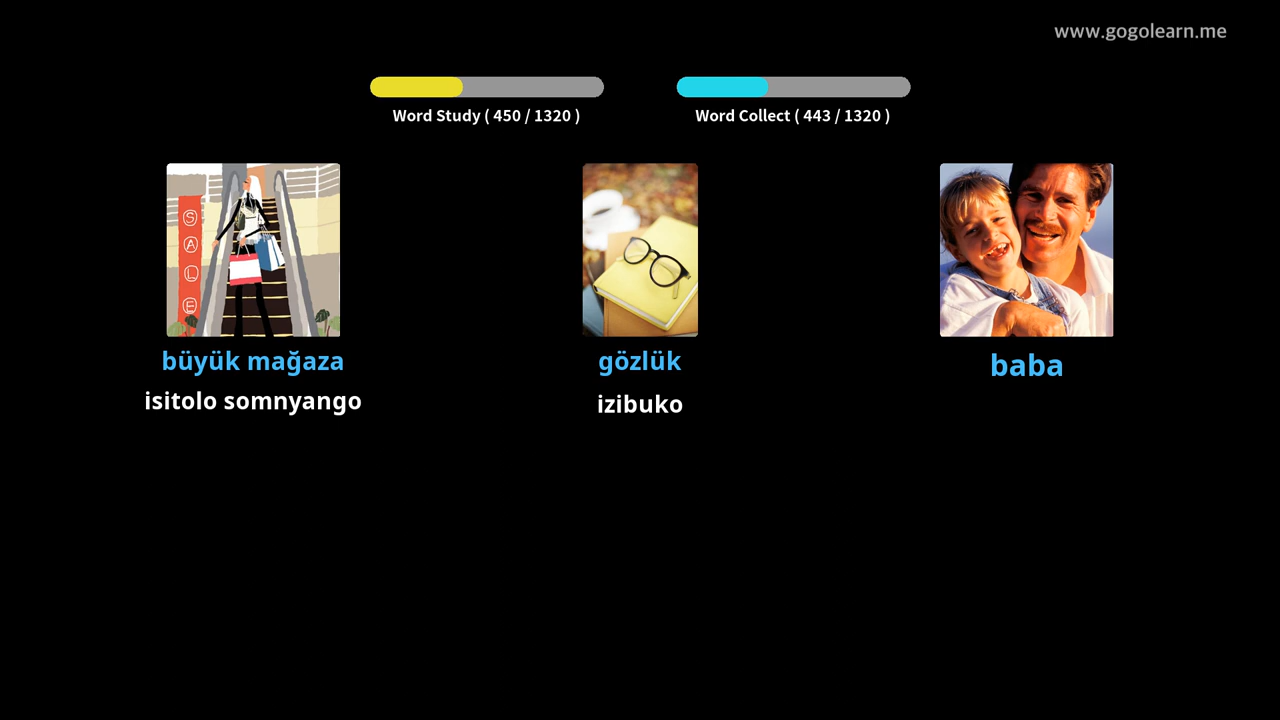 www.gogolearn.me
Word Study ( 450 / 1320 )
Word Collect ( 443 / 1320 )
S
A
L
E
büyük mağaza
isitolo somnyango
gözlük
izibuko
baba